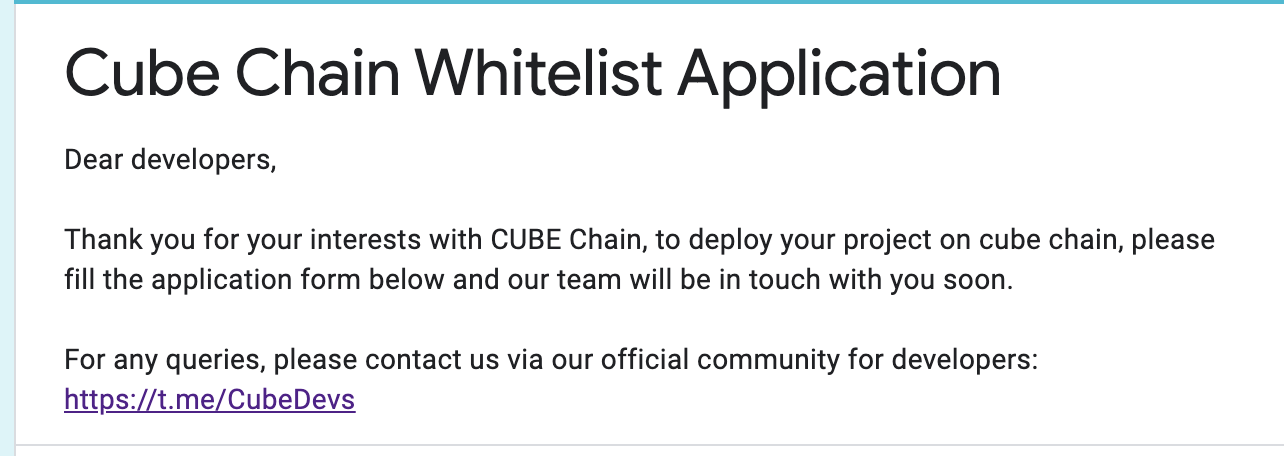 Cube Chain Whitelist Application
Dear developers,
Thank you for your interests with CUBE Chain, to deploy your project on cube chain, please
fill the application form below and our team will be in touch with you soon.
For any queries, please contact us via our official community for developers:
https://t.me/CubeDevs